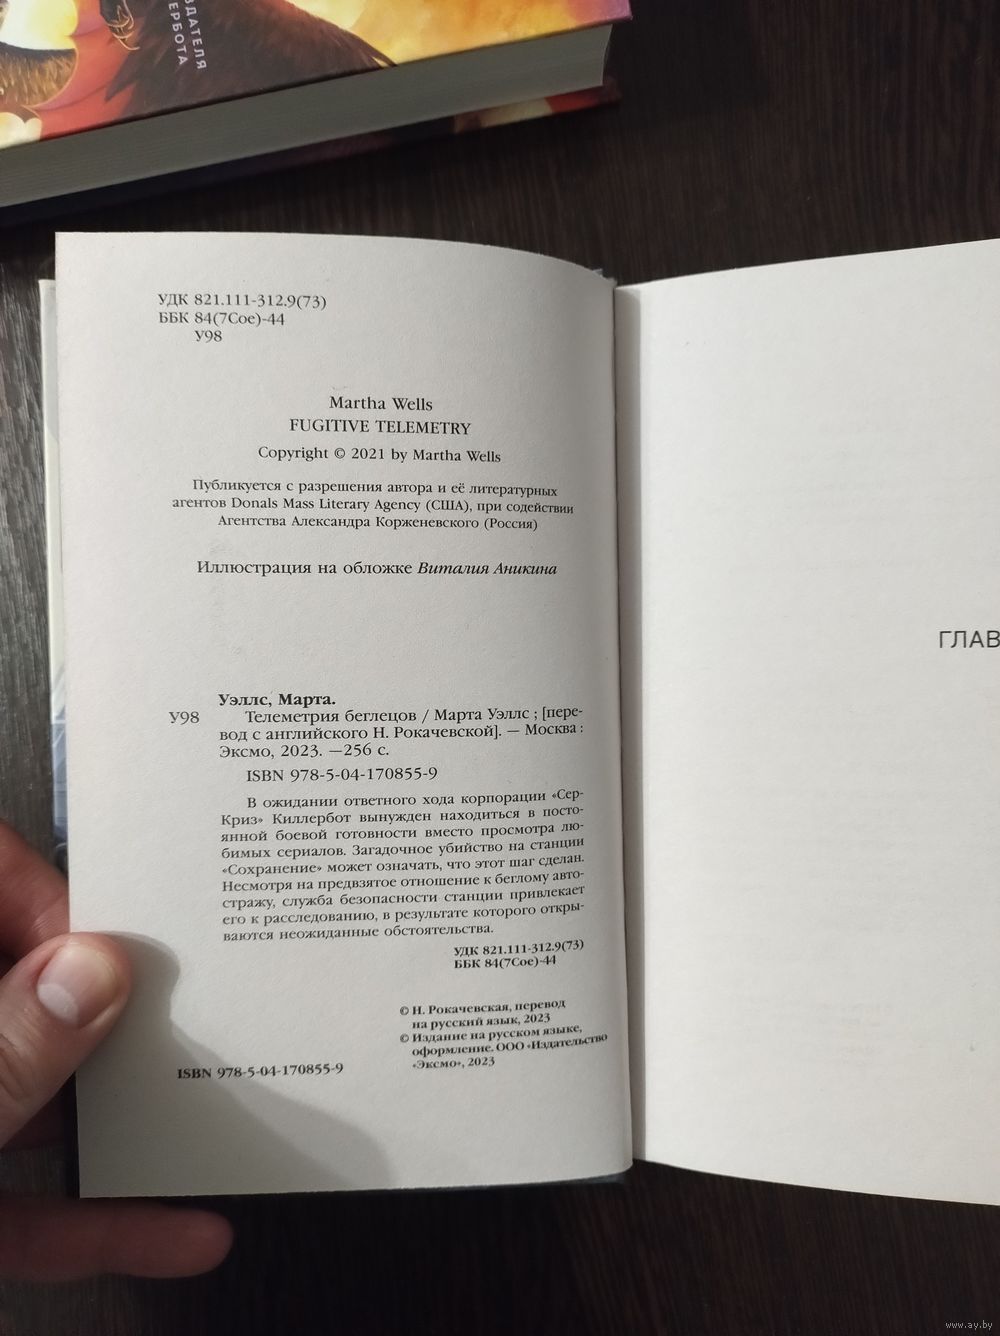 ДАТЕЛЯ
ЕРБОТА
УДК 821.111-312.9(73)
ББК 84(7Сое)-44
У98
Martha Wells
FUGITIVE TELEMETRY
Copyright © 2021 by Martha Wells
Публикуется с разрешения автора и её литературных
агентов Donals Mass Literary Agency (США), при содействии
Агентства Александра Корженевского (Россия)
Иллюстрация на обложке Виталия Аникина
Уэллс, Марта.
У98 Телеметрия беглецов / Марта Уэллс ; [пере-
вод с английского Н. Рокачевской]. — Москва :
Эксмо, 2023. —256 с.
ISBN 978-5-04-170855-9
В ожидании ответного хода корпорации «Сер-
Криз» Киллербот вынужден находиться в посто-
янной боевой готовности вместо просмотра лю-
бимых сериалов. Загадочное убийство на станции
«Сохранение» может означать, что этот шаг сделан.
Несмотря на предвзятое отношение к беглому авто-
стражу, служба безопасности станции привлекает
его к расследованию, в результате которого откры-
ваются неожиданные обстоятельства.
УДК 821.111-312.9(73)
ББК 84(7Сое)-44
© Н. Рокачевская, перевод
на русский язык, 2023
© Издание на русском языке,
оформление. ООО «Издательство
«Эксмо», 2023
ISBN 978-5-04-170855-9
ГЛАВ
www.ay.by